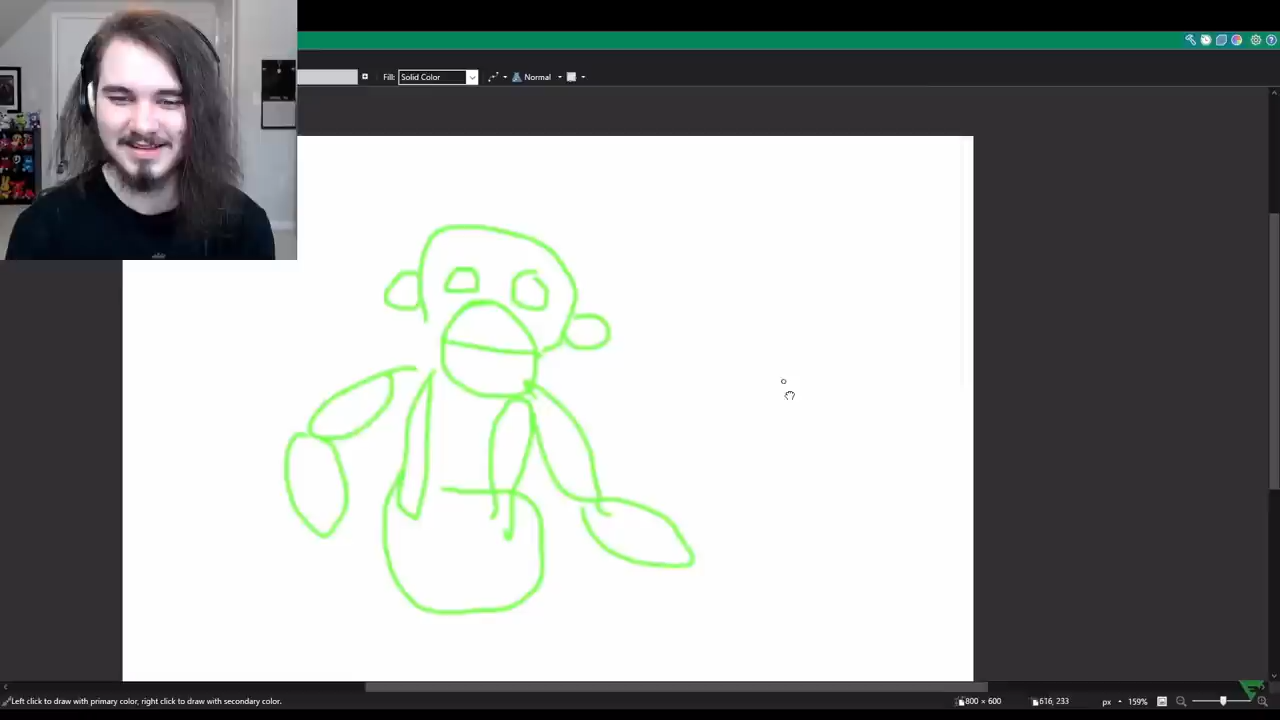 Fill: Solid Color Normal
Left click to draw with primary color, right click to draw with secondary color. 800 × 600 616, 233 px 159%